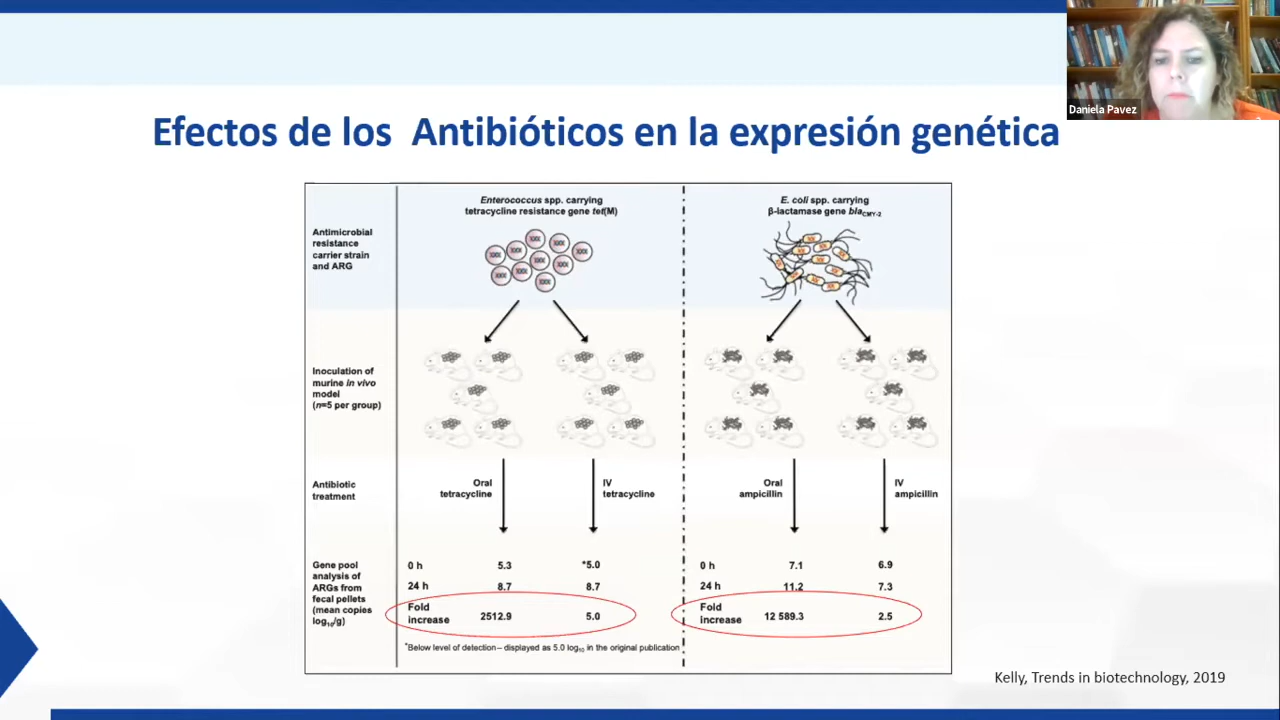 Daniela Pavez
Efectos de los Antibióticos en la expresión genética
Enterococcus spp. carrying
tetracycline resistance gene tet(M)
E. coli spp. carrying
β-lactamase gene blaCMY-2
Antimicrobial
resistance
carrier strain
and ARG
Inoculation of
murine in vivo
model
(n=5 per group)
Antibiotic
treatment
Oral
tetracycline
IV
tetracycline
Oral
ampicillin
IV
ampicillin
Gene pool
analysis of
ARGs from
fecal pellets
(mean copies
log10/g)
0 h 5.3 *5.0
24 h 8.7 8.7
Fold
increase 2512.9 5.0
0 h 7.1 6.9
24 h 11.2 7.3
Fold
increase 12 589.3 2.5
*Below level of detection – displayed as 5.0 log10 in the original publication
Kelly, Trends in biotechnology, 2019